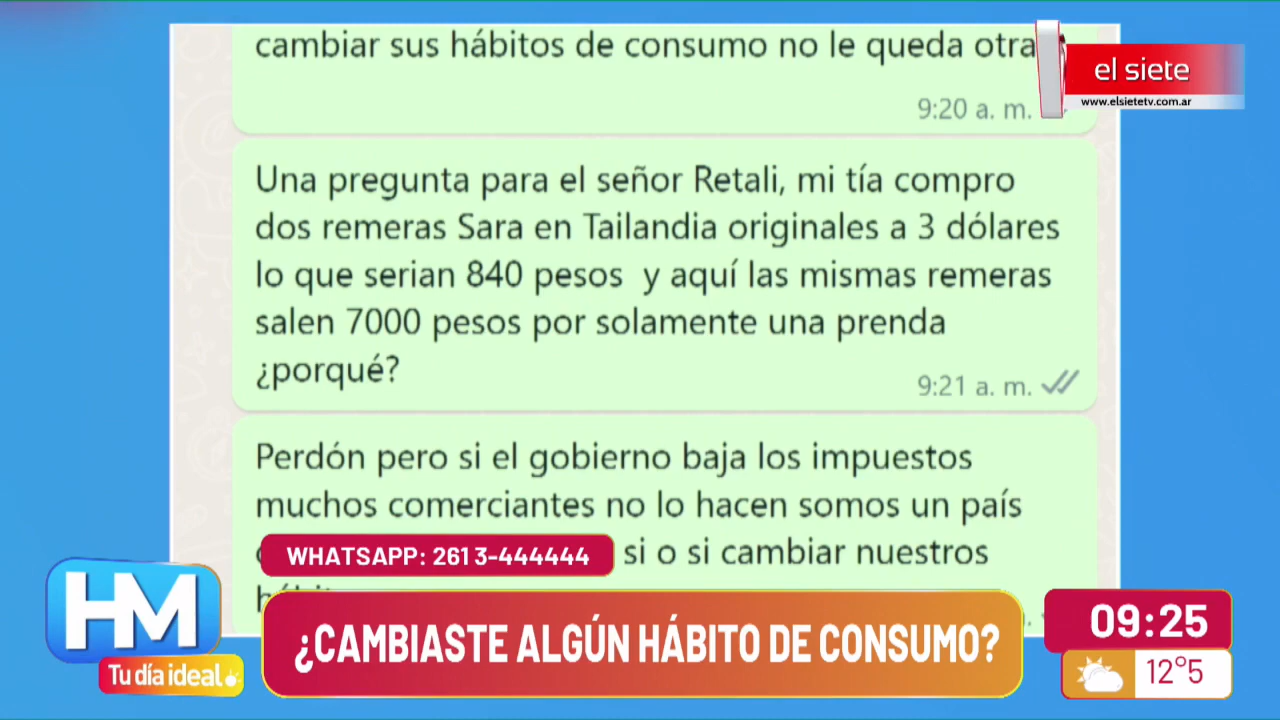 cambiar sus hábitos de consumo no le queda otra
9:20 a. m.
el siete
www.elsietetv.com.ar
Una pregunta para el señor Retali, mi tía compro
dos remeras Sara en Tailandia originales a 3 dólares
lo que serian 840 pesos y aquí las mismas remeras
salen 7000 pesos por solamente una prenda
¿porqué?
9:21 a. m.
Perdón pero si el gobierno baja los impuestos
muchos comerciantes no lo hacen somos un país
si o si cambiar nuestros
WHATSAPP: 261 3-444444
HM
Tu día ideal
¿CAMBIASTE ALGÚN HÁBITO DE CONSUMO?
09:25
12°5